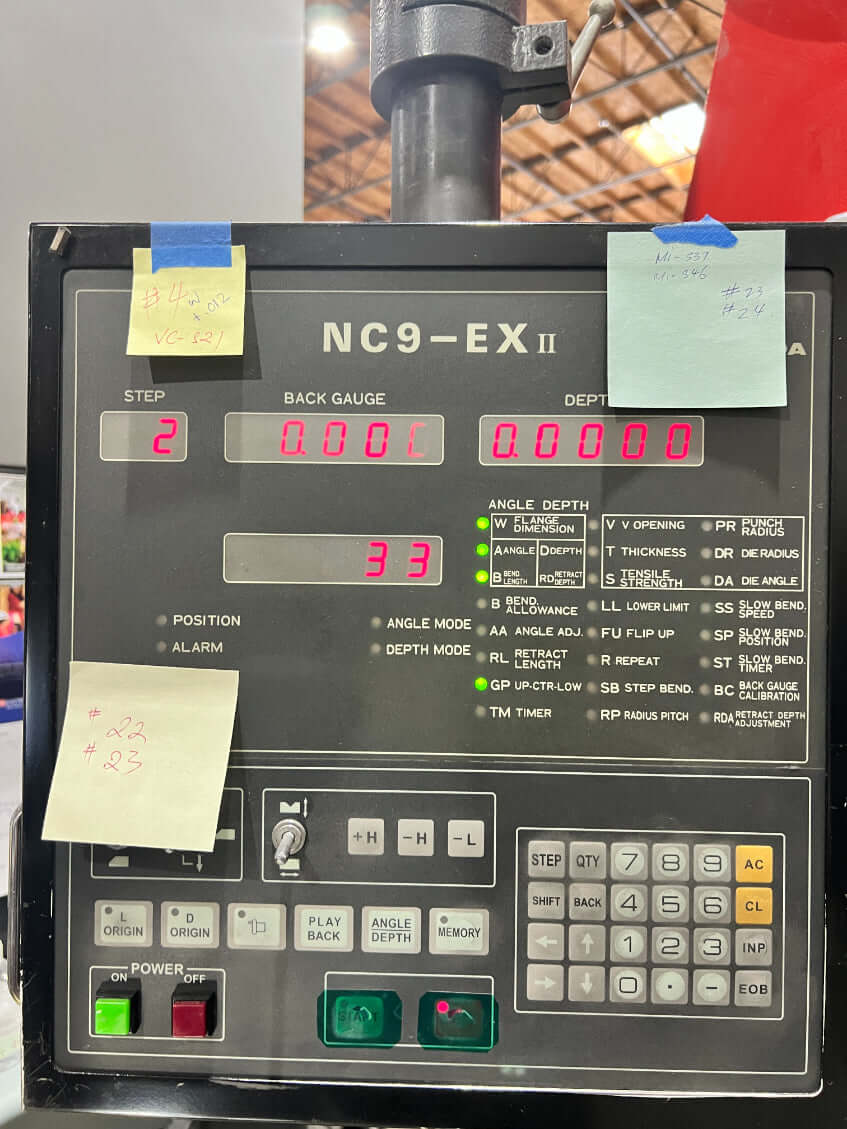 #4 W
+.012
VC-521
Mi-537
Mi-346
#23
#24
NC9-EX II
DA
STEP
BACK GAUGE
DEPT
2
0.00
0.0000
33
ANGLE DEPTH
W FLANGE DIMENSION
A ANGLE
D DEPTH
B BEND LENGTH
RD RETRACT DEPTH
B BEND. ALLOWANCE
AA ANGLE ADJ.
RL RETRACT LENGTH
GP UP-CTR-LOW
TM TIMER
V V OPENING
T THICKNESS
S TENSILE STRENGTH
LL LOWER LIMIT
FU FLIP UP
R REPEAT
SB STEP BEND.
RP RADIUS PITCH
PR PUNCH RADIUS
DR DIE RADIUS
DA DIE ANGLE
SS SLOW BEND. SPEED
SP SLOW BEND. POSITION
ST SLOW BEND. TIMER
BC BACK GAUGE CALIBRATION
RDA RETRACT DEPTH ADJUSTMENT
POSITION
ALARM
ANGLE MODE
DEPTH MODE
#22
#23
+H
-H
-L
STEP QTY 7 8 9 AC
SHIFT BACK 4 5 6 CL
← ↑ 1 2 3 INP
→ ↓ 0 • - EOB
L ORIGIN
D ORIGIN
PLAY BACK
ANGLE DEPTH
MEMORY
POWER
ON
OFF
START